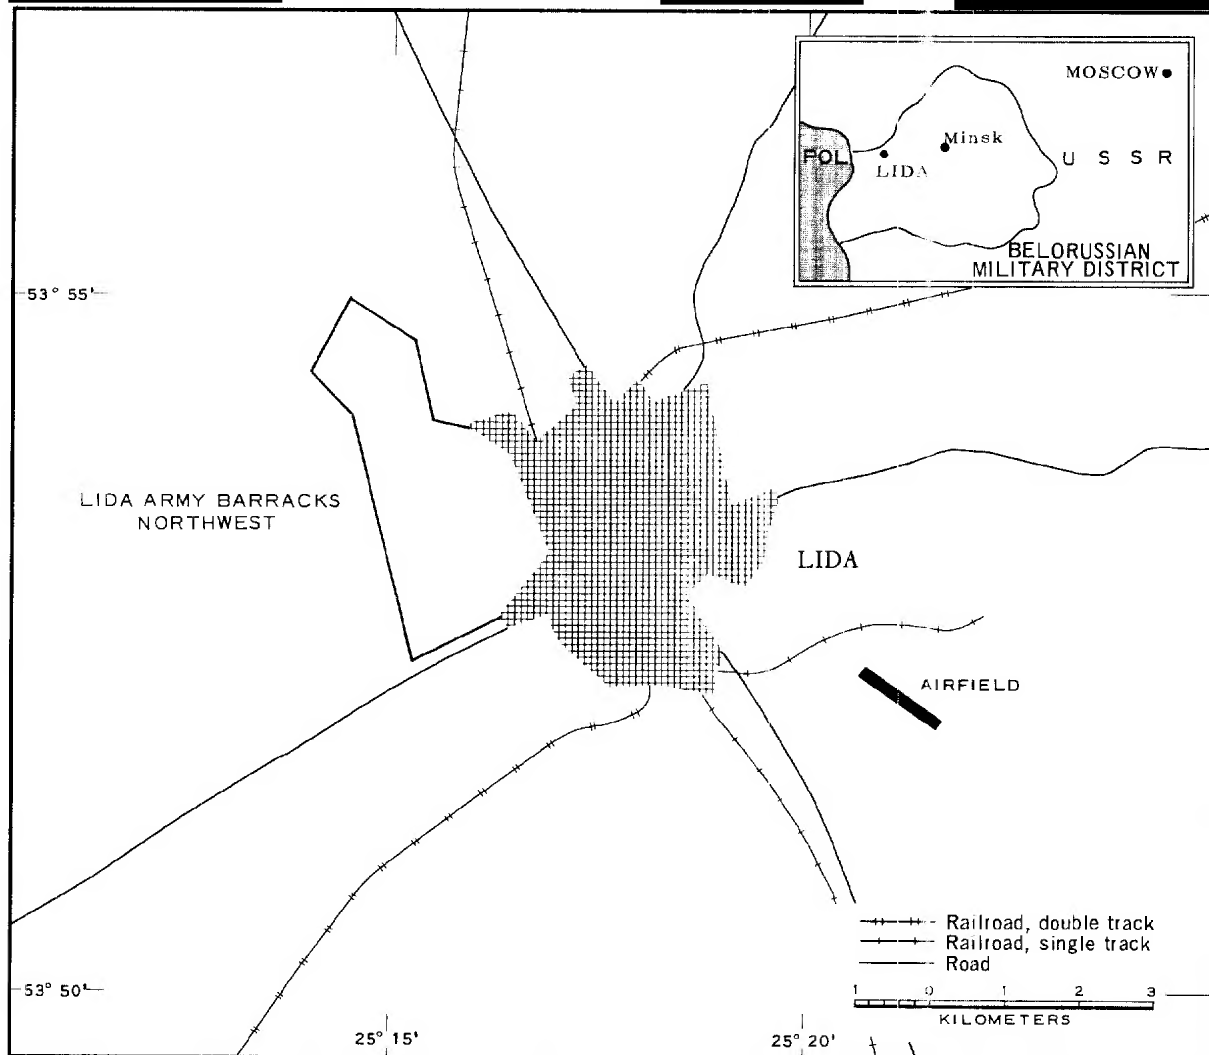 MOSCOW
Minsk
POL.
LIDA
U S S R
BELORUSSIAN
MILITARY DISTRICT
53° 55'
LIDA ARMY BARRACKS
NORTHWEST
LIDA
AIRFIELD
Railroad, double track
Railroad, single track
Road
53° 50'
1 0 1 2 3
KILOMETERS
25° 15'
25° 20'